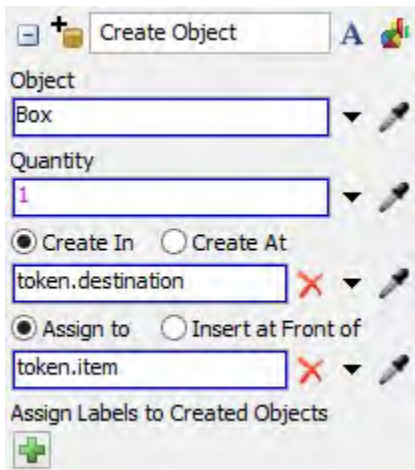 Create Object A
Object
Box
Quantity
1
Create In Create At
token.destination
Assign to Insert at Front of
token.item
Assign Labels to Created Objects